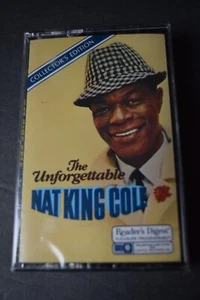 COLLECTOR'S EDITION
The
Unforgettable
NAT KING COLE
Reader's Digest